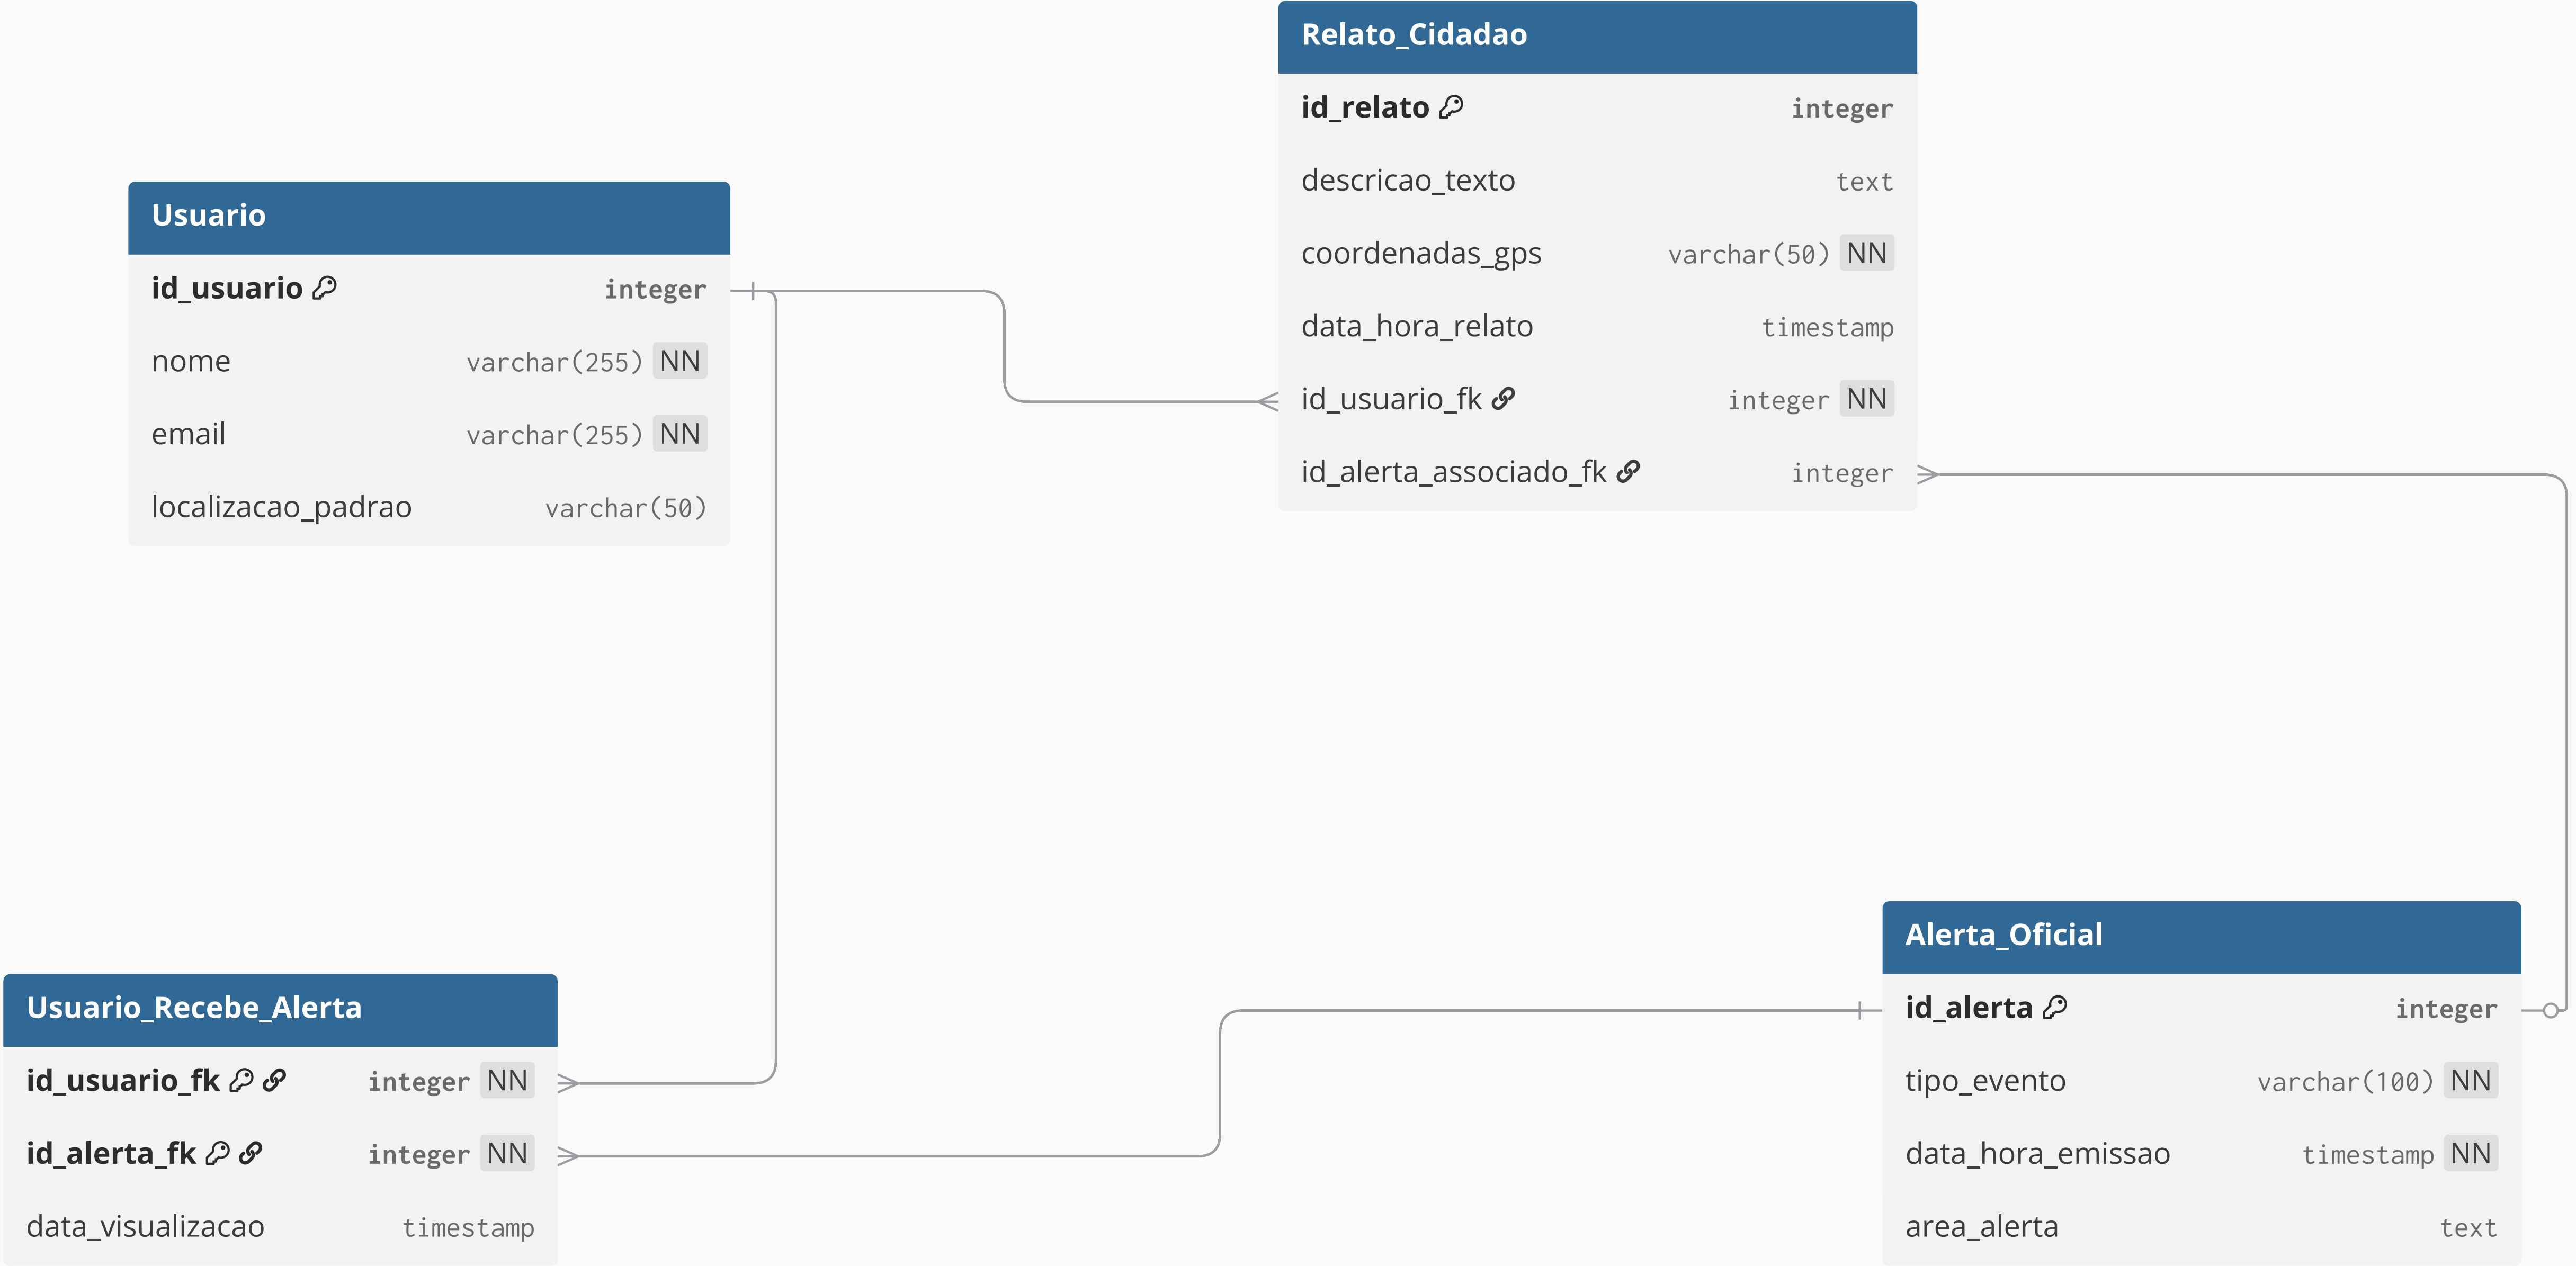 Relato_Cidadao
id_relato integer
descricao_texto text
coordenadas_gps varchar(50) NN
data_hora_relato timestamp
id_usuario_fk integer NN
id_alerta_associado_fk integer
Usuario
id_usuario integer
nome varchar(255) NN
email varchar(255) NN
localizacao_padrao varchar(50)
Usuario_Recebe_Alerta
id_usuario_fk integer NN
id_alerta_fk integer NN
data_visualizacao timestamp
Alerta_Oficial
id_alerta integer
tipo_evento varchar(100) NN
data_hora_emissao timestamp NN
area_alerta text